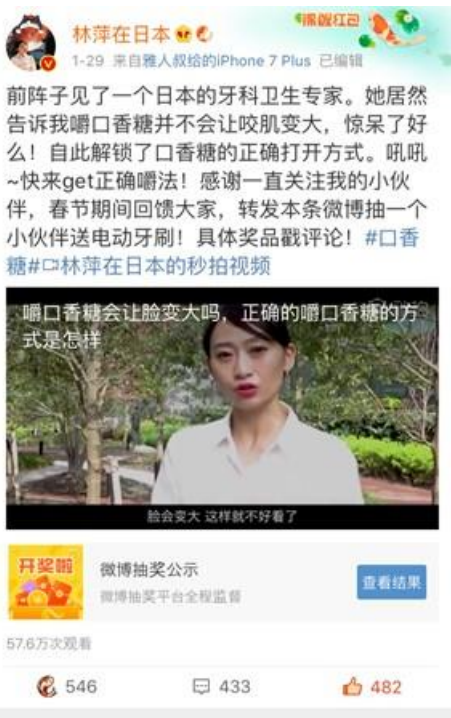 林萍在日本
课程红包
1-29 来自雅人叔给的iPhone 7 Plus 已编辑
前阵子见了一个日本的牙科卫生专家。她居然
告诉我嚼口香糖并不会让咬肌变大，惊呆了好
么！自此解锁了口香糖的正确打开方式。吼吼
~快来get正确嚼法！感谢一直关注我的小伙
伴，春节期间回馈大家，转发本条微博抽一个
小伙伴送电动牙刷！具体奖品戳评论！#口香
糖#林萍在日本的秒拍视频
嚼口香糖会让脸变大吗，正确的嚼口香糖的方
式是怎样
脸会变大 这样就不好看了
开奖啦
微博抽奖公示
微博抽奖平台全程监督
查看结果
57.6万次观看
546
433
482